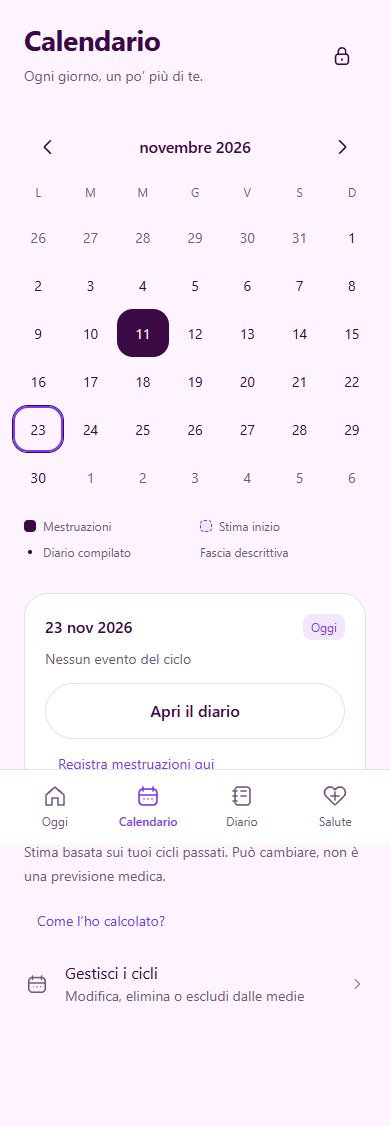 Calendario
Ogni giorno, un po’ più di te.
novembre 2026
L M M G V S D
26 27 28 29 30 31 1
2 3 4 5 6 7 8
9 10 11 12 13 14 15
16 17 18 19 20 21 22
23 24 25 26 27 28 29
30 1 2 3 4 5 6
Mestruazioni
Stima inizio
Diario compilato
Fascia descrittiva
23 nov 2026
Oggi
Nessun evento del ciclo
Apri il diario
Registra mestruazioni qui
Oggi
Calendario
Diario
Salute
Stima basata sui tuoi cicli passati. Può cambiare, non è
una previsione medica.
Come l’ho calcolato?
Gestisci i cicli
Modifica, elimina o escludi dalle medie